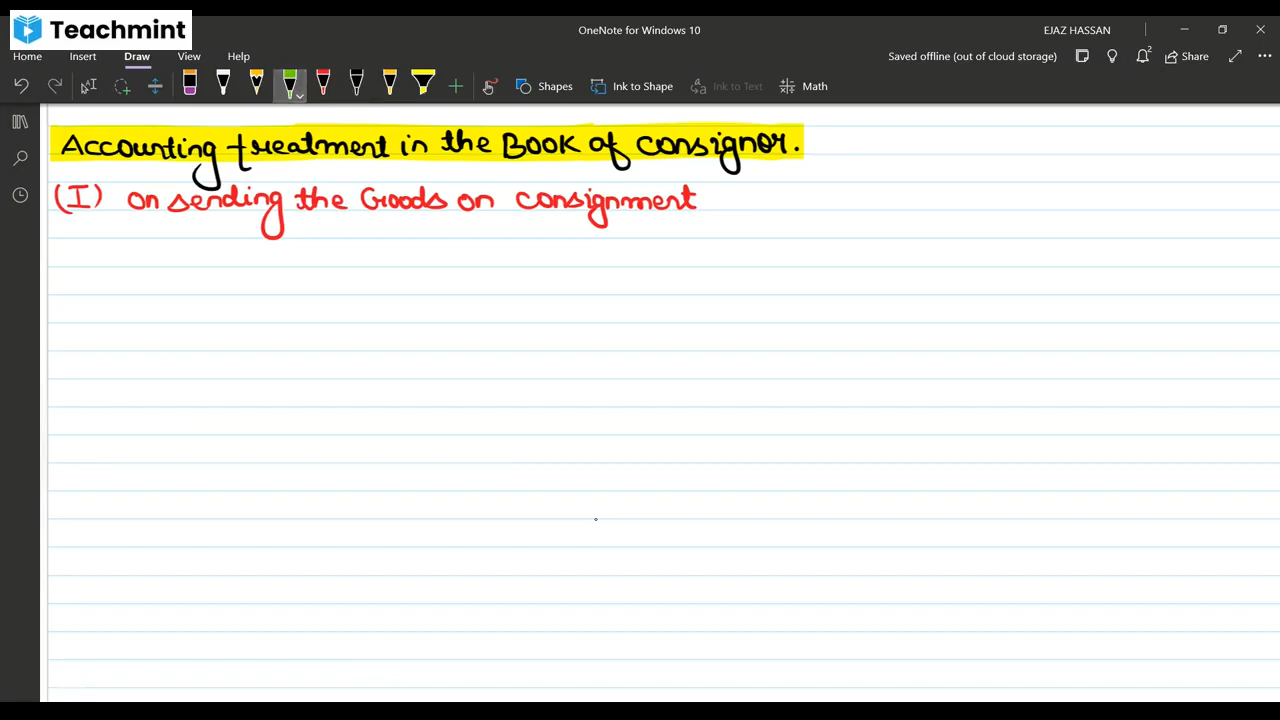 Teachmint
OneNote for Windows 10
EJAZ HASSAN
Home Insert Draw View Help
Saved offline (out of cloud storage)
2
Share
Shapes
Ink to Shape
Ink to Text
Math
Accounting treatment in the Book of consignor.
(I) on sending the Goods on consignment